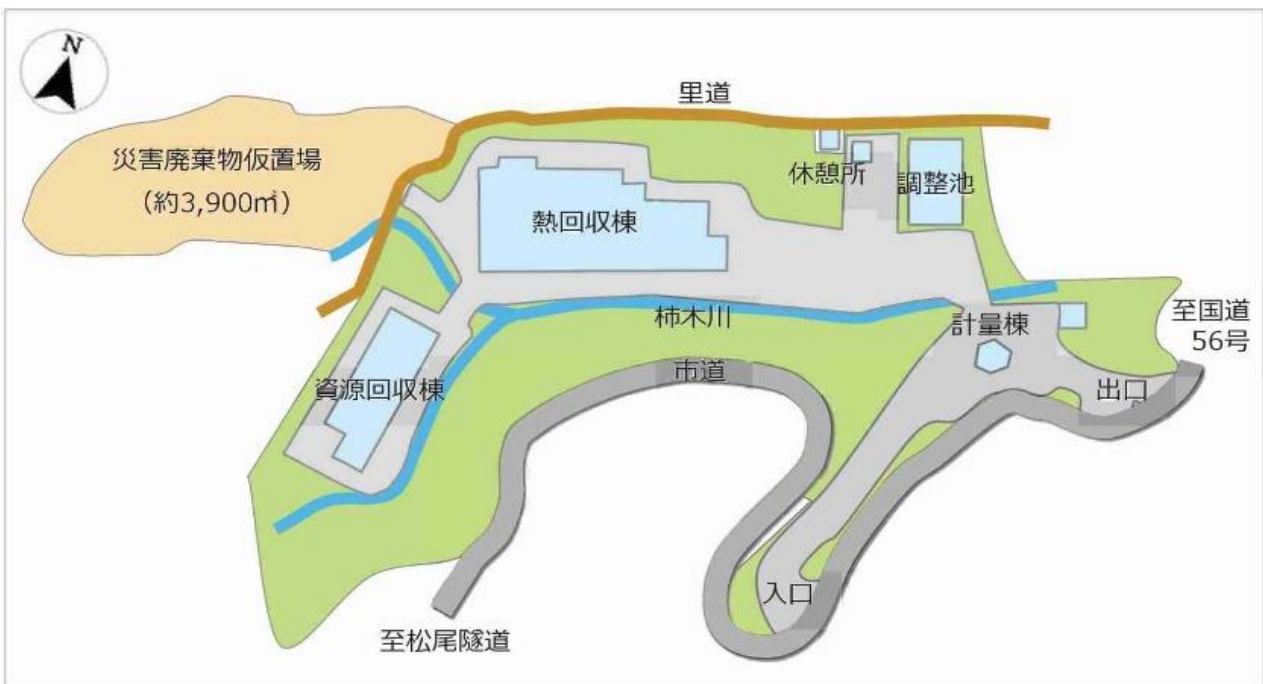 N
里道
災害廃棄物仮置場
（約3,900㎡）
休憩所
調整池
熱回収棟
柿木川
計量棟
至国道
56号
市道
資源回収棟
出口
入口
至松尾隧道